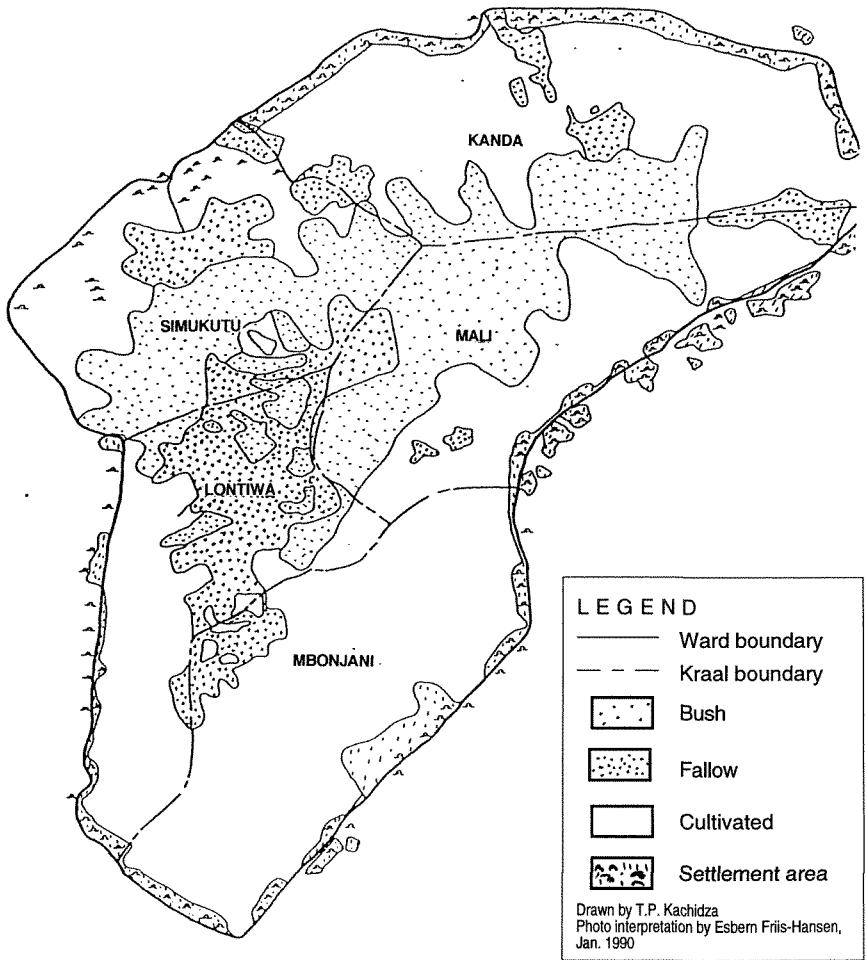 KANDA
SIMUKUTU
MALI
LONTIWA
MBONJANI
LEGEND
Ward boundary
Kraal boundary
Bush
Fallow
Cultivated
Settlement area
Drawn by T.P. Kachidza
Photo interpretation by Esbern Friis-Hansen,
Jan. 1990